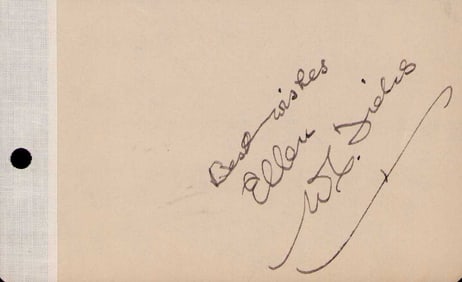 Best wishes
Ellen
W.C. Fields